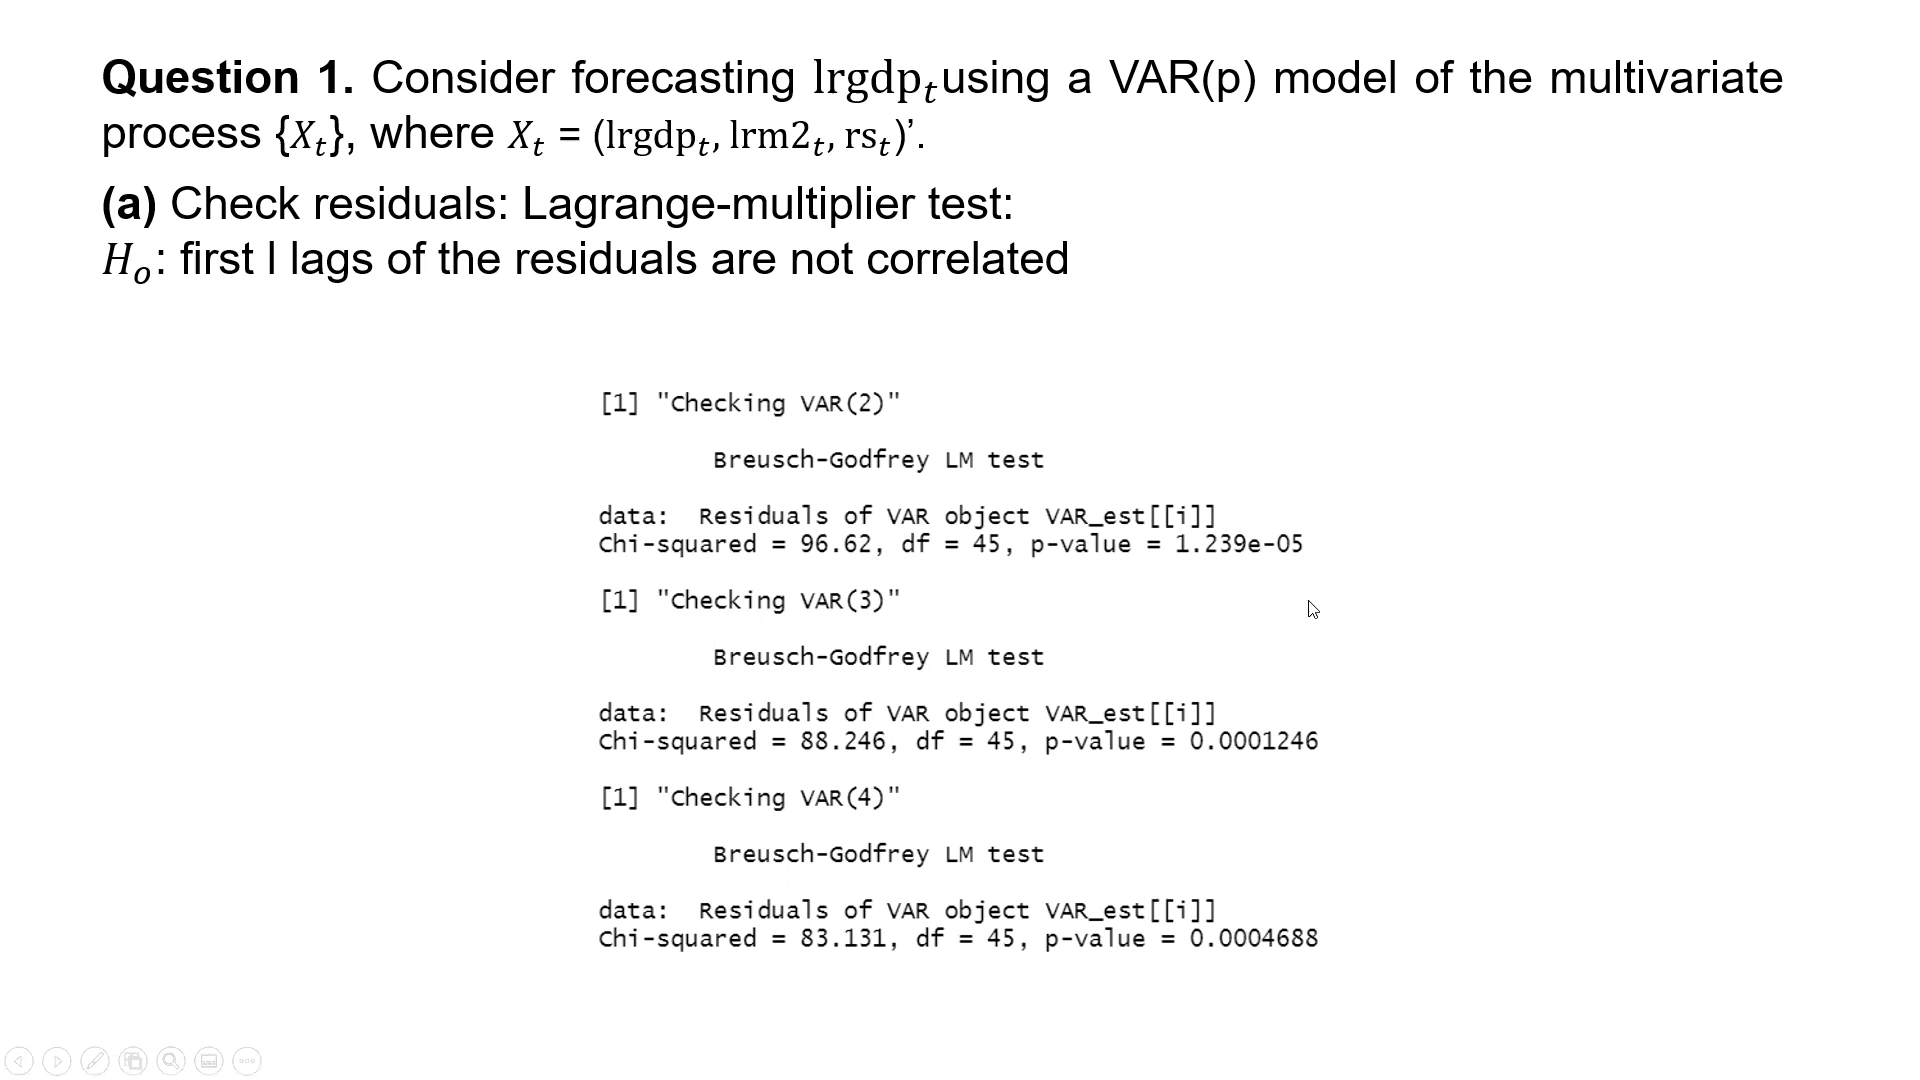 Question 1. Consider forecasting lrgdpₜusing a VAR(p) model of the multivariate
process {Xₜ}, where Xₜ = (lrgdpₜ, lrm2ₜ, rsₜ)’.
(a) Check residuals: Lagrange-multiplier test:
Hₒ: first l lags of the residuals are not correlated
[1] "Checking VAR(2)"
Breusch-Godfrey LM test
data:  Residuals of VAR object VAR_est[[i]]
Chi-squared = 96.62, df = 45, p-value = 1.239e-05
[1] "Checking VAR(3)"
Breusch-Godfrey LM test
data:  Residuals of VAR object VAR_est[[i]]
Chi-squared = 88.246, df = 45, p-value = 0.0001246
[1] "Checking VAR(4)"
Breusch-Godfrey LM test
data:  Residuals of VAR object VAR_est[[i]]
Chi-squared = 83.131, df = 45, p-value = 0.0004688